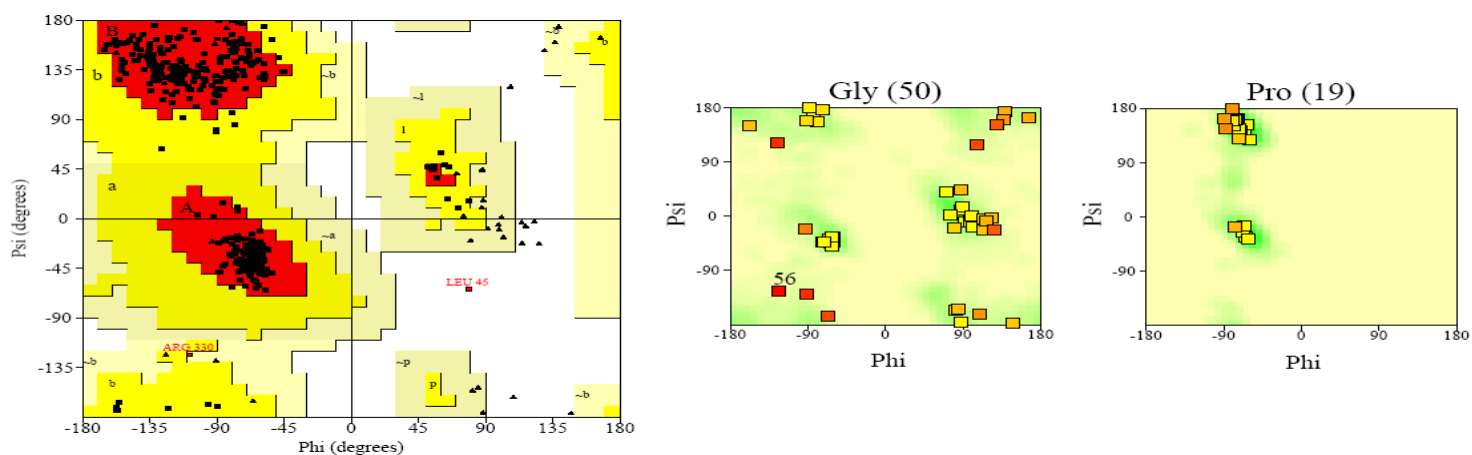 180
B
~b
b
135
b
~b
~l
90
l
45
a
A
0
~a
-45
LEU 45
-90
ARG 330
-135
~b
~p
b
p
~b
-180 -135 -90 -45 0 45 90 135 180
Phi (degrees)
Psi (degrees)
Gly (50)
180
90
0
-90
56
-180 -90 0 90 180
Phi
Psi
Pro (19)
180
90
0
-90
-180 -90 0 90 180
Phi
Psi